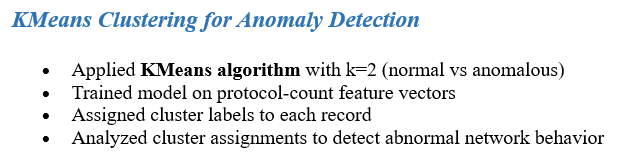 KMeans Clustering for Anomaly Detection
• Applied KMeans algorithm with k=2 (normal vs anomalous)
• Trained model on protocol-count feature vectors
• Assigned cluster labels to each record
• Analyzed cluster assignments to detect abnormal network behavior